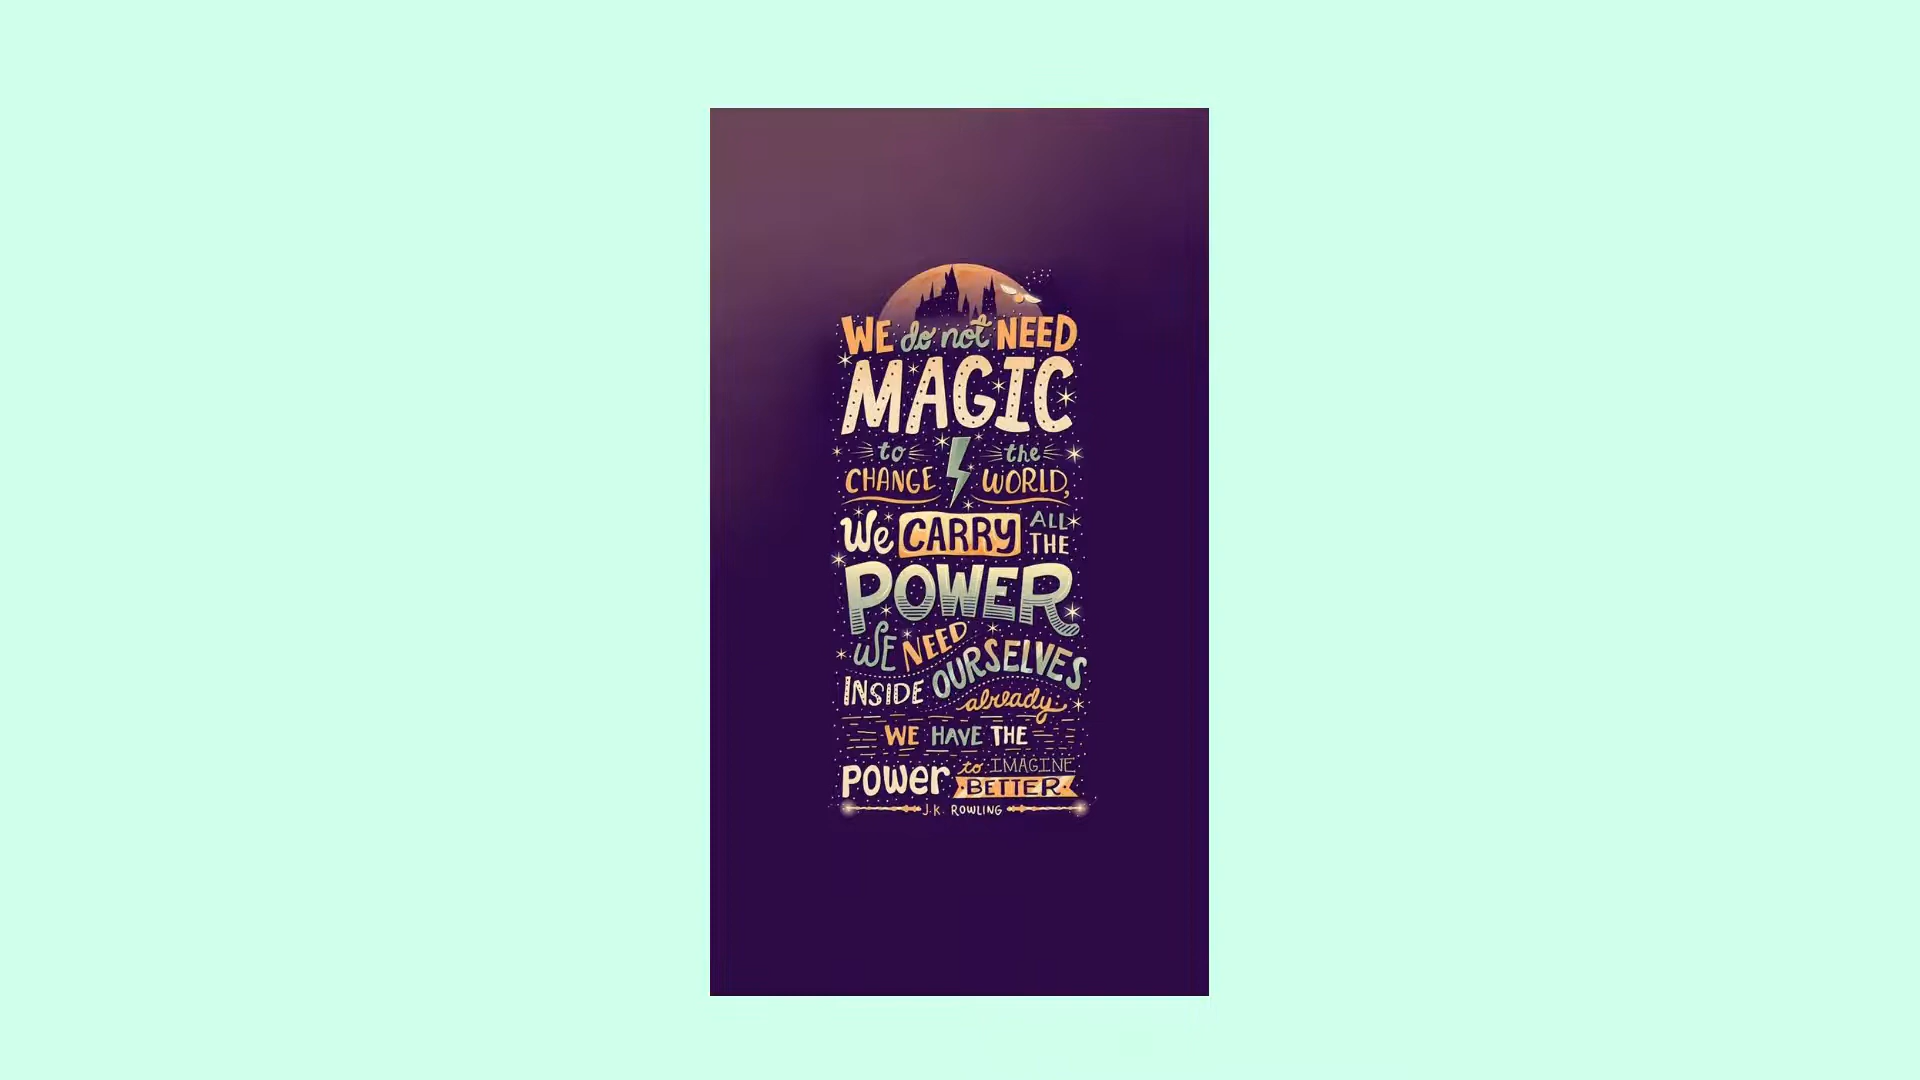 WE do not NEED
MAGIC
to the
CHANGE WORLD,
We CARRY ALL THE
POWER
WE NEED
INSIDE OURSELVES
already.
WE HAVE THE
POWER to IMAGINE
BETTER
J.K. ROWLING